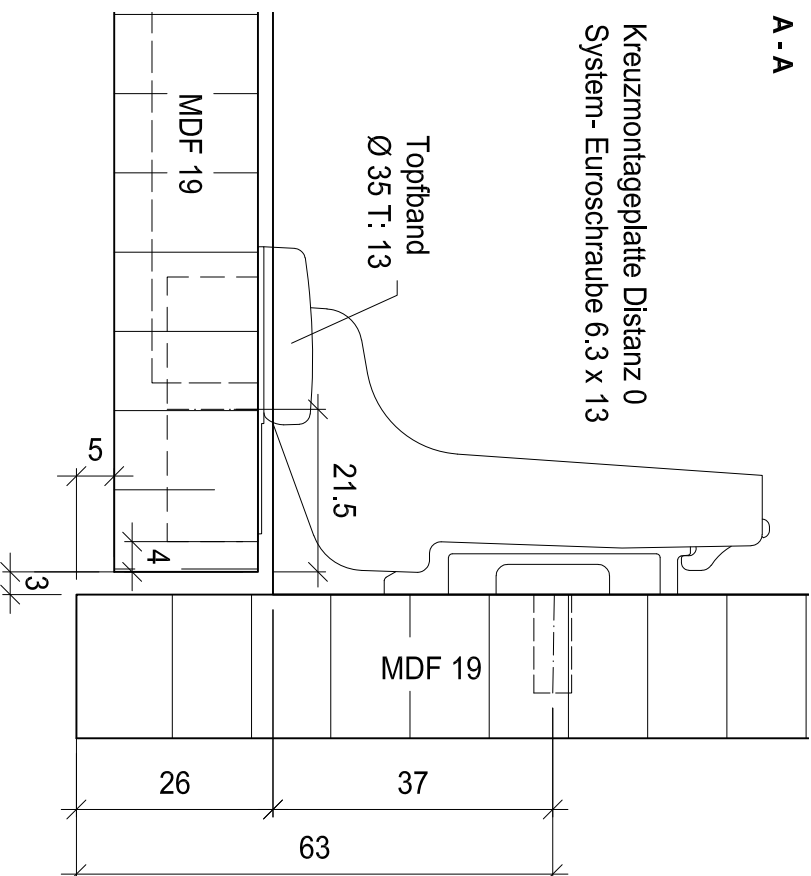 A - A
Kreuzmontageplatte Distanz 0
System- Euroschraube 6.3 x 13
Topfband
Ø 35 T: 13
MDF 19
21.5
5
4
3
MDF 19
26
37
63